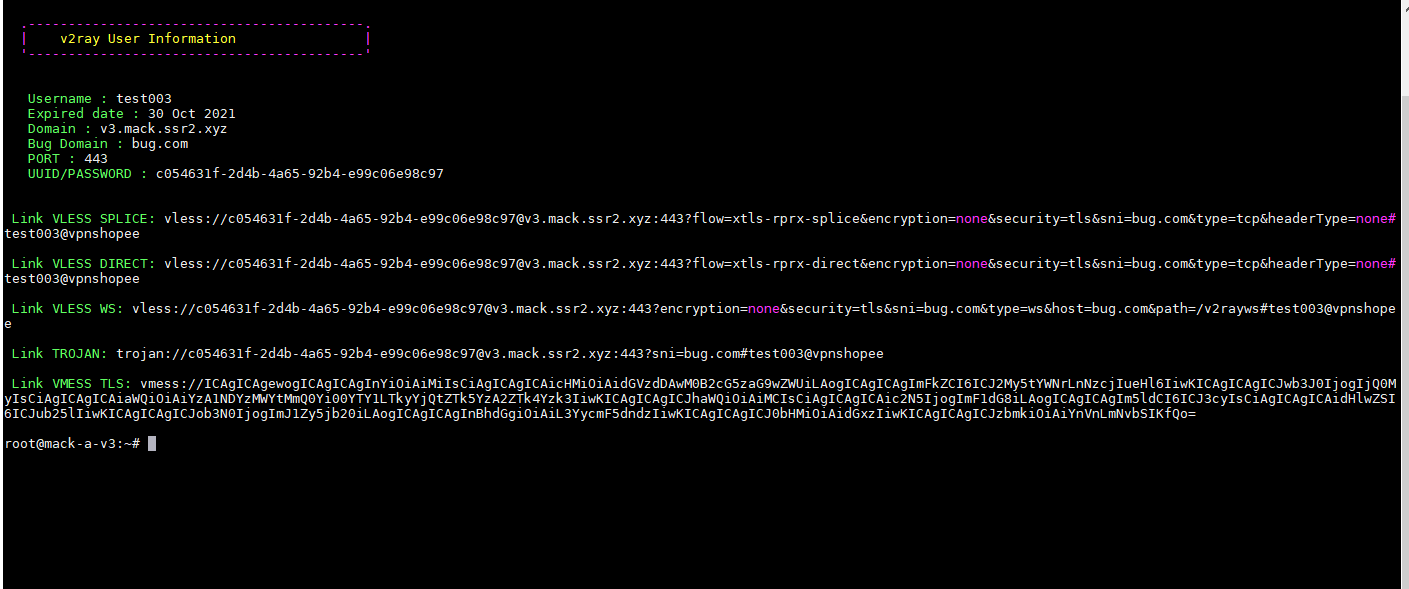 v2ray User Information
Username : test003
Expired date : 30 Oct 2021
Domain : v3.mack.ssr2.xyz
Bug Domain : bug.com
PORT : 443
UUID/PASSWORD : c054631f-2d4b-4a65-92b4-e99c06e98c97
Link VLESS SPLICE: vless://c054631f-2d4b-4a65-92b4-e99c06e98c97@v3.mack.ssr2.xyz:443?flow=xtls-rprx-splice&encryption=none&security=tls&sni=bug.com&type=tcp&headerType=none#
test003@vpnshopee
Link VLESS DIRECT: vless://c054631f-2d4b-4a65-92b4-e99c06e98c97@v3.mack.ssr2.xyz:443?flow=xtls-rprx-direct&encryption=none&security=tls&sni=bug.com&type=tcp&headerType=none#
test003@vpnshopee
Link VLESS WS: vless://c054631f-2d4b-4a65-92b4-e99c06e98c97@v3.mack.ssr2.xyz:443?encryption=none&security=tls&sni=bug.com&type=ws&host=bug.com&path=/v2rayws#test003@vpnshope
e
Link TROJAN: trojan://c054631f-2d4b-4a65-92b4-e99c06e98c97@v3.mack.ssr2.xyz:443?sni=bug.com#test003@vpnshopee
Link VMESS TLS: vmess://ICAgICAgewogICAgICAgInYiOiAiMiIsCiAgICAgICAicHMiOiAidGVzdDAwM0B2cG5zaG9wZWUiLAogICAgICAgImFkZCI6ICJ2My5tYWNrLnNzcjIueHl6IiwKICAgICAgICJwb3J0IjogIjQ0M
yIsCiAgICAgICAiaWQiOiAiYzA1NDYzMWYtMmQ0Yi00YTY1LTkyYjQtZTk5YzA2ZTk4Yzk3IiwKICAgICAgICJhaWQiOiAiMCIsCiAgICAgICAic2N5IjogImF1dG8iLAogICAgICAgIm5ldCI6ICJ3cyIsCiAgICAgICAidHlwZSI
6ICJub25lIiwKICAgICAgICJob3N0IjogImJ1Zy5jb20iLAogICAgICAgInBhdGgiOiAiL3YycmF5dndzIiwKICAgICAgICJ0bHMiOiAidGxzIiwKICAgICAgICJzbmkiOiAiYnVnLmNvbSIKfQo=
root@mack-a-v3:~#